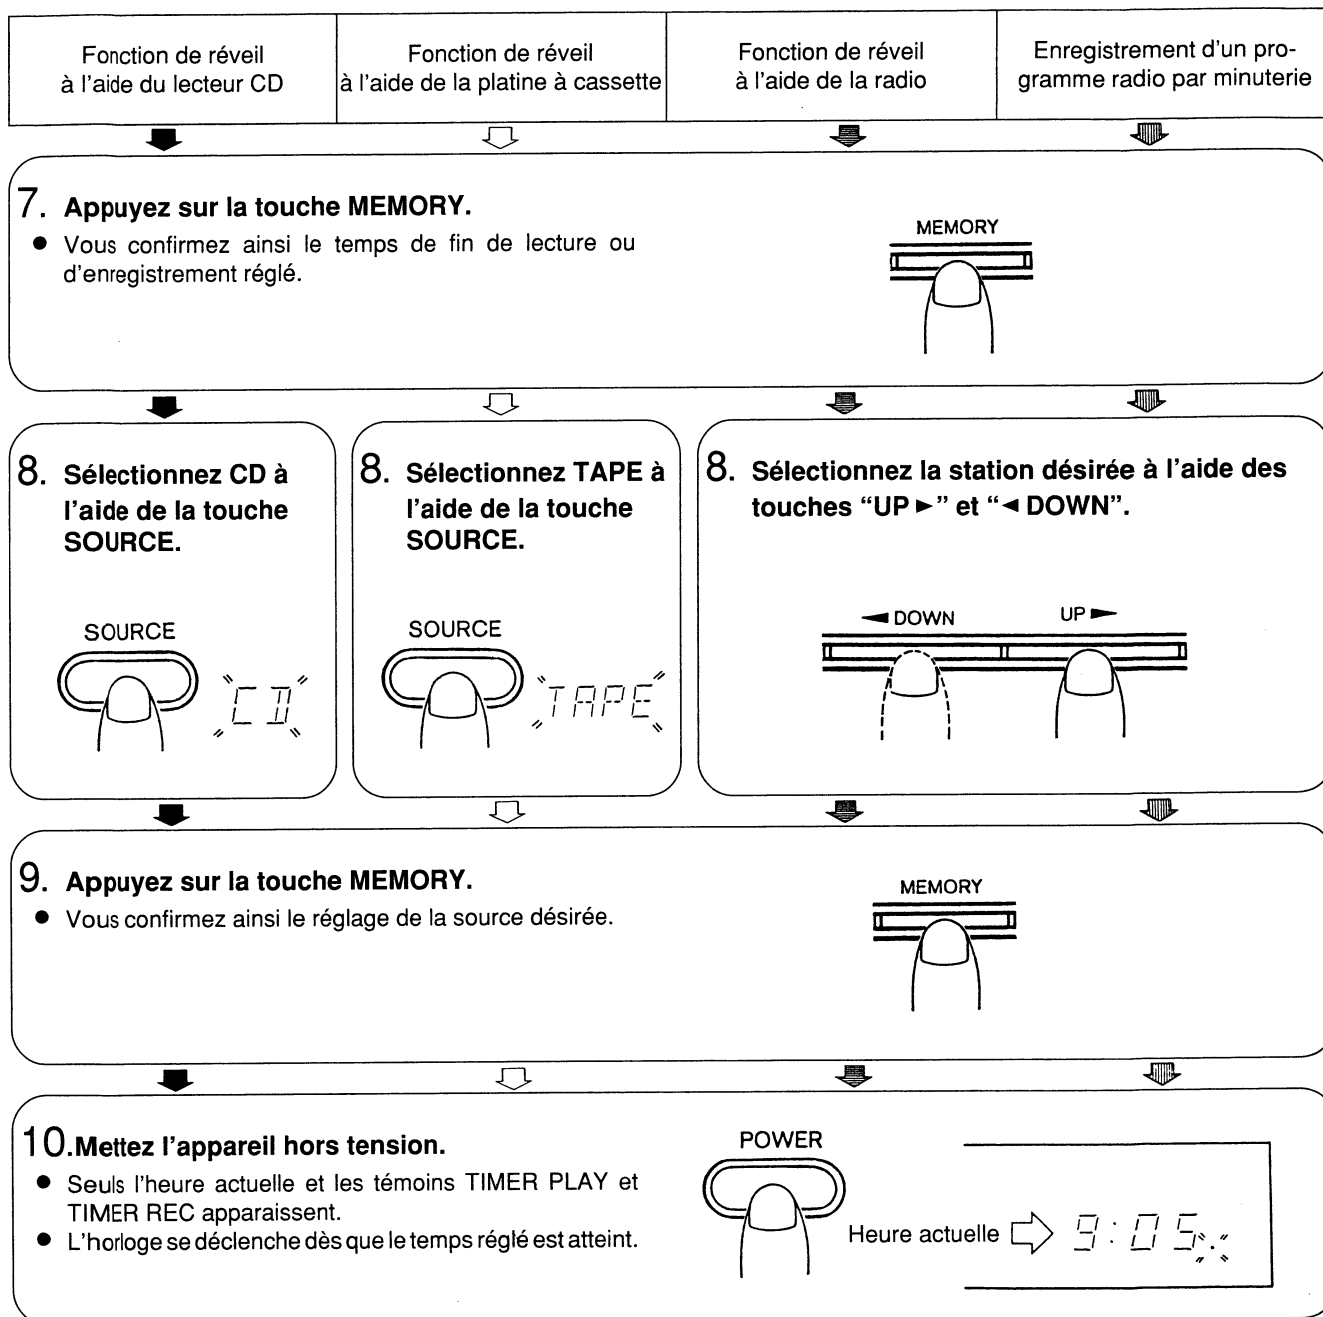 Fonction de réveil
à l'aide du lecteur CD
Fonction de réveil
à l'aide de la platine à cassette
Fonction de réveil
à l'aide de la radio
Enregistrement d'un pro-
gramme radio par minuterie
7. Appuyez sur la touche MEMORY.
● Vous confirmez ainsi le temps de fin de lecture ou
d'enregistrement réglé.
MEMORY
8. Sélectionnez CD à
l'aide de la touche
SOURCE.
SOURCE
CD
8. Sélectionnez TAPE à
l'aide de la touche
SOURCE.
SOURCE
TAPE
8. Sélectionnez la station désirée à l'aide des
touches “UP ►” et “◄ DOWN”.
◄ DOWN UP ►
9. Appuyez sur la touche MEMORY.
● Vous confirmez ainsi le réglage de la source désirée.
MEMORY
10. Mettez l'appareil hors tension.
● Seuls l'heure actuelle et les témoins TIMER PLAY et
TIMER REC apparaissent.
● L'horloge se déclenche dès que le temps réglé est atteint.
POWER
Heure actuelle ⇨ 9:05